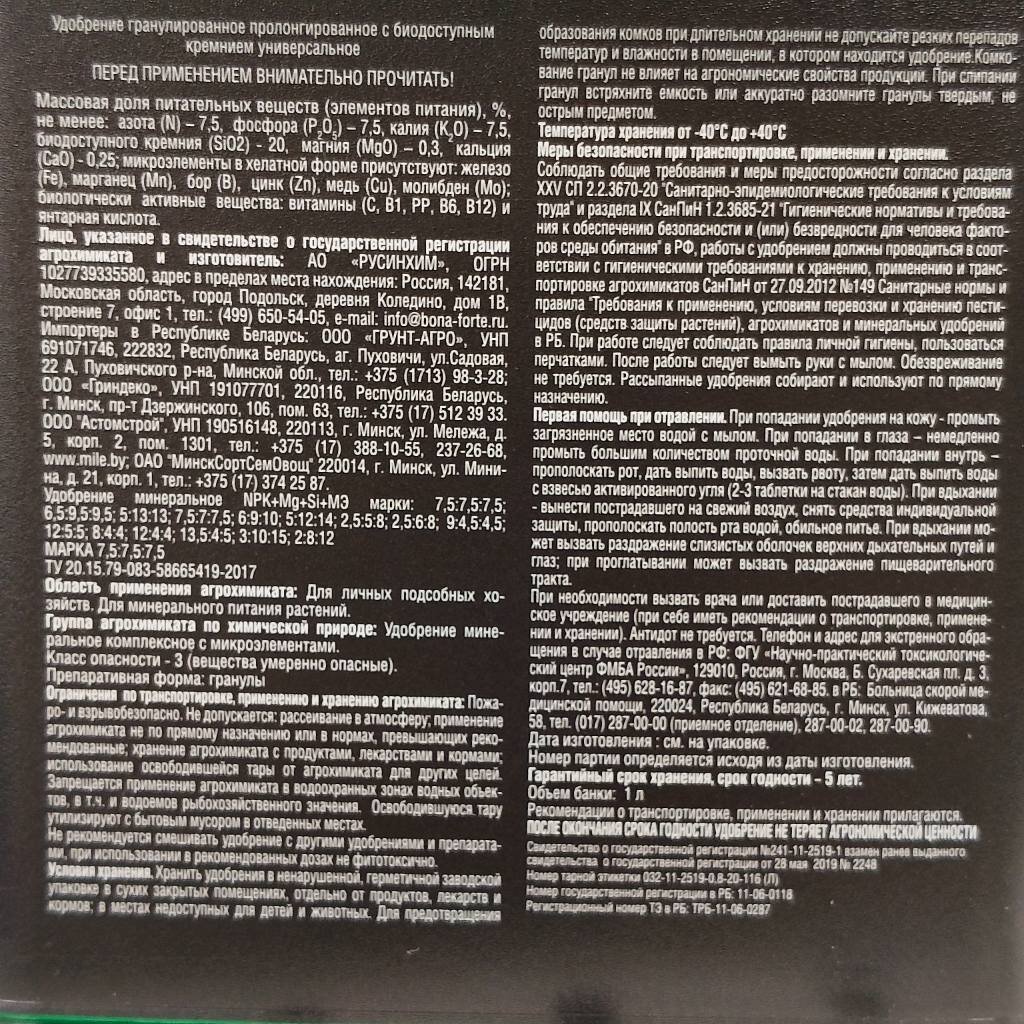 Удобрение гранулированное пролонгированное с биодоступным
кремнием универсальное
ПЕРЕД ПРИМЕНЕНИЕМ ВНИМАТЕЛЬНО ПРОЧИТАТЬ!
Массовая доля питательных веществ (элементов питания), %,
не менее: азота (N) – 7,5, фосфора (P₂O₅) – 7,5, калия (K₂O) – 7,5,
биодоступного кремния (SiO2) - 20, магния (MgO) – 0,3, кальция
(CaO) - 0,25; микроэлементы в хелатной форме присутствуют: железо
(Fe), марганец (Mn), бор (B), цинк (Zn), медь (Cu), молибден (Mo);
биологически активные вещества: витамины (C, B1, PP, B6, B12) и
янтарная кислота.
Лицо, указанное в свидетельстве о государственной регистрации
агрохимиката и изготовитель: АО «РУСИНХИМ», ОГРН
1027739335580, адрес в пределах места нахождения: Россия, 142181,
Московская область, город Подольск, деревня Коледино, дом 1В,
строение 7, офис 1, тел.: (499) 650-54-05, e-mail: info@bona-forte.ru.
Импортеры в Республике Беларусь: ООО «ГРУНТ-АГРО», УНП
691071746, 222832, Республика Беларусь, аг. Пуховичи, ул.Садовая,
22 А, Пуховичского р-на, Минской обл., тел.: +375 (1713) 98-3-28;
ООО «Гриндеко», УНП 191077701, 220116, Республика Беларусь,
г. Минск, пр-т Дзержинского, 106, пом. 63, тел.: +375 (17) 512 39 33.
ООО "Астомстрой", УНП 190516148, 220113, г. Минск, ул. Мележа, д.
5, корп. 2, пом. 1301, тел.: +375 (17) 388-10-55, 237-26-68,
www.mile.by; ОАО "МинскСортСемОвощ" 220014, г. Минск, ул. Мини-
на, д. 21, корп. 1, тел.: +375 (17) 374 25 87.
Удобрение минеральное NPK+Mg+Si+МЭ марки: 7,5:7,5:7,5;
6,5:9,5:9,5; 5:13:13; 7,5:7:7,5; 6:9:10; 5:12:14; 2,5:5:8; 2,5:6:8; 9:4,5:4,5;
12:5:5; 8:4:4; 12:4:4; 13,5:4:5; 3:10:15; 2:8:12
МАРКА 7,5:7,5:7,5
ТУ 20.15.79-083-58665419-2017
Область применения агрохимиката: Для личных подсобных хо-
зяйств. Для минерального питания растений.
Группа агрохимиката по химической природе: Удобрение мине-
ральное комплексное с микроэлементами.
Класс опасности - 3 (вещества умеренно опасные).
Препаративная форма: гранулы
Ограничения по транспортировке, применению и хранению агрохимиката: Пожа-
ро- и взрывобезопасно. Не допускается: рассеивание в атмосферу; применение
агрохимиката не по прямому назначению или в нормах, превышающих реко-
мендованные; хранение агрохимиката с продуктами, лекарствами и кормами;
использование освободившейся тары от агрохимиката для других целей.
Запрещается применение агрохимиката в водоохранных зонах водных объек-
тов, в т.ч. и водоемов рыбохозяйственного значения. Освободившуюся тару
утилизируют с бытовым мусором в отведенных местах.
Не рекомендуется смешивать удобрение с другими удобрениями и препарата-
ми, при использовании в рекомендованных дозах не фитотоксично.
Условия хранения. Хранить удобрения в ненарушенной, герметичной заводской
упаковке в сухих закрытых помещениях, отдельно от продуктов, лекарств и
кормов; в местах недоступных для детей и животных. Для предотвращения
образования комков при длительном хранении не допускайте резких перепадов
температур и влажности в помещении, в котором находится удобрение.Комко-
вание гранул не влияет на агрономические свойства продукции. При слипании
гранул встряхните емкость или аккуратно разомните гранулы твердым, не
острым предметом.
Температура хранения от -40°C до +40°C
Меры безопасности при транспортировке, применении и хранении.
Соблюдать общие требования и меры предосторожности согласно раздела
XXV СП 2.2.3670-20 "Санитарно-эпидемиологические требования к условиям
труда" и раздела IX СанПиН 1.2.3685-21 "Гигиенические нормативы и требова-
ния к обеспечению безопасности и (или) безвредности для человека факто-
ров среды обитания" в РФ, работы с удобрением должны проводиться в соот-
ветствии с гигиеническими требованиями к хранению, применению и транс-
портировке агрохимикатов СанПиН от 27.09.2012 №149 Санитарные нормы и
правила "Требования к применению, условиям перевозки и хранению пести-
цидов (средств защиты растений), агрохимикатов и минеральных удобрений
в РБ. При работе следует соблюдать правила личной гигиены, пользоваться
перчатками. После работы следует вымыть руки с мылом. Обезвреживание
не требуется. Рассыпанные удобрения собирают и используют по прямому
назначению.
Первая помощь при отравлении. При попадании удобрения на кожу - промыть
загрязненное место водой с мылом. При попадании в глаза – немедленно
промыть большим количеством проточной воды. При попадании внутрь –
прополоскать рот, дать выпить воды, вызвать рвоту, затем дать выпить воды
с взвесью активированного угля (2-3 таблетки на стакан воды). При вдыхании
- вынести пострадавшего на свежий воздух, снять средства индивидуальной
защиты, прополоскать полость рта водой, обильное питье. При вдыхании мо-
жет вызвать раздражение слизистых оболочек верхних дыхательных путей и
глаз; при проглатывании может вызвать раздражение пищеварительного
тракта.
При необходимости вызвать врача или доставить пострадавшего в медицин-
ское учреждение (при себе иметь рекомендации о транспортировке, примене-
нии и хранении). Антидот не требуется. Телефон и адрес для экстренного обра-
щения в случае отравления в РФ: ФГУ «Научно-практический токсикологиче-
ский центр ФМБА России», 129010, Россия, г. Москва, Б. Сухаревская пл. д. 3,
корп.7, тел.: (495) 628-16-87, факс: (495) 621-68-85. в РБ: Больница скорой ме-
дицинской помощи, 220024, Республика Беларусь, г. Минск, ул. Кижеватова,
58, тел. (017) 287-00-00 (приемное отделение), 287-00-02, 287-00-90.
Дата изготовления : см. на упаковке.
Номер партии определяется исходя из даты изготовления.
Гарантийный срок хранения, срок годности – 5 лет.
Объем банки: 1 л
Рекомендации о транспортировке, применении и хранении прилагаются.
ПОСЛЕ ОКОНЧАНИЯ СРОКА ГОДНОСТИ УДОБРЕНИЕ НЕ ТЕРЯЕТ АГРОНОМИЧЕСКОЙ ЦЕННОСТИ
Свидетельство о государственной регистрации №241-11-2519-1 взамен ранее выданного
свидетельства о государственной регистрации от 28 мая 2019 № 2248
Номер тарной этикетки 032-11-2519-0.8-20-116 (Л)
Номер государственной регистрации в РБ: 11-06-0118
Регистрационный номер ТЭ в РБ: ТРБ-11-06-0287